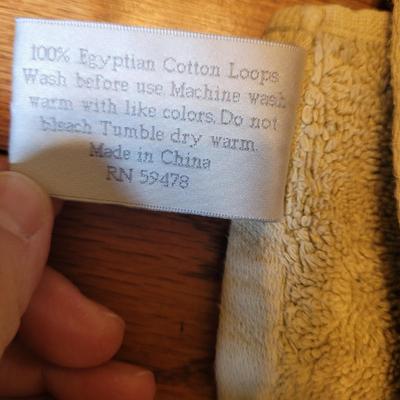 100% Egyptian Cotton Loops
Wash before use Machine wash
warm with like colors. Do not
bleach Tumble dry warm.
Made in China
RN 59478